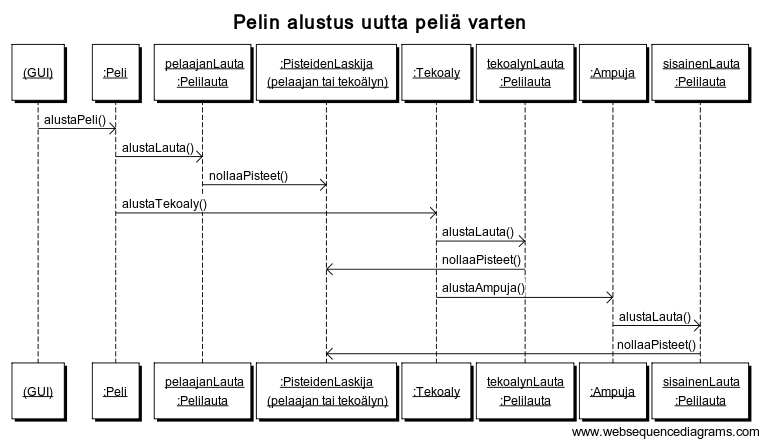 Pelin alustus uutta peliä varten
(GUI)
:Peli
pelaajanLauta
:Pelilauta
:PisteidenLaskija
(pelaajan tai tekoälyn)
:Tekoaly
tekoalynLauta
:Pelilauta
:Ampuja
sisainenLauta
:Pelilauta
alustaPeli()
alustaLauta()
nollaaPisteet()
alustaTekoaly()
alustaLauta()
nollaaPisteet()
alustaAmpuja()
alustaLauta()
nollaaPisteet()
(GUI)
:Peli
pelaajanLauta
:Pelilauta
:PisteidenLaskija
(pelaajan tai tekoälyn)
:Tekoaly
tekoalynLauta
:Pelilauta
:Ampuja
sisainenLauta
:Pelilauta
www.websequencediagrams.com